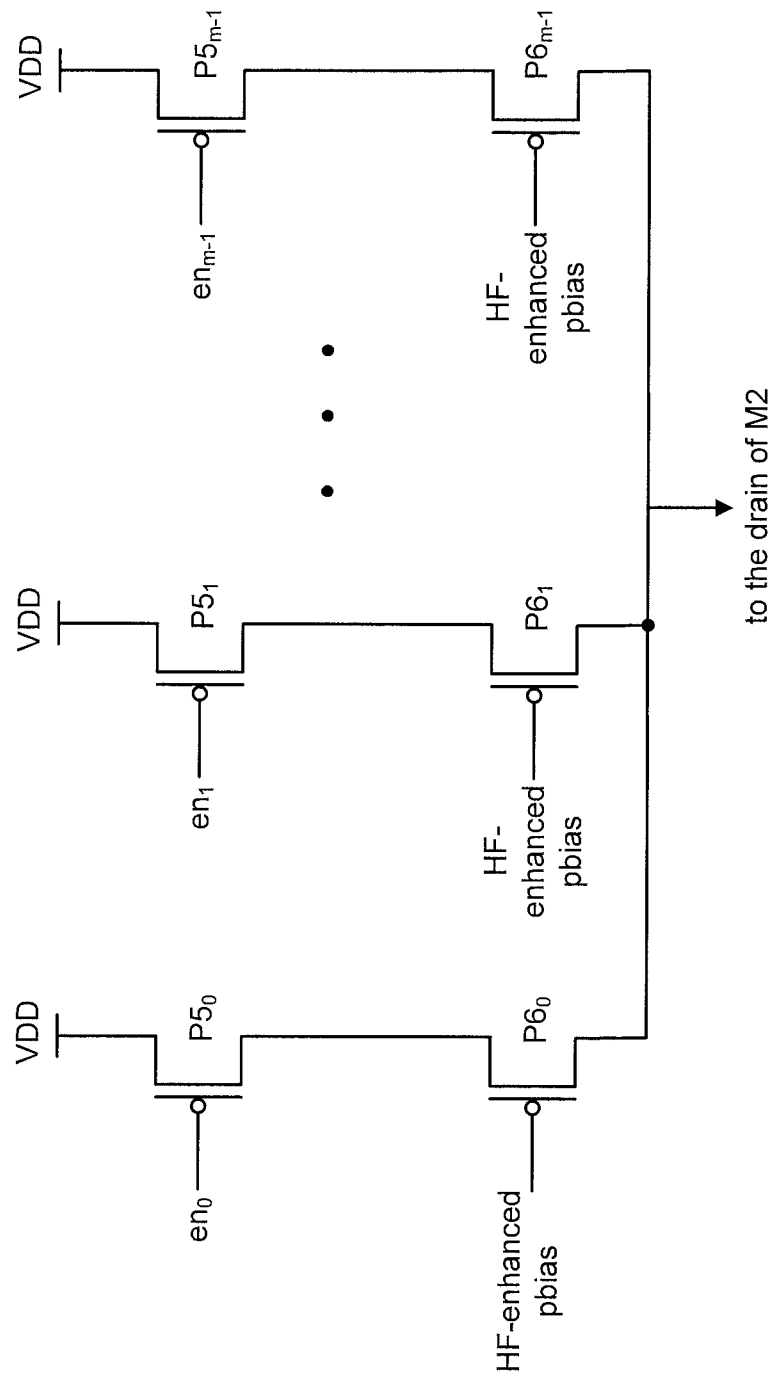 VDD
VDD
VDD
P5₀
P5₁
P5ₘ₋₁
en₀
en₁
enₘ₋₁
P6₀
P6₁
P6ₘ₋₁
HF-enhanced
pbias
HF-
enhanced
pbias
HF-
enhanced
pbias
to the drain of M2